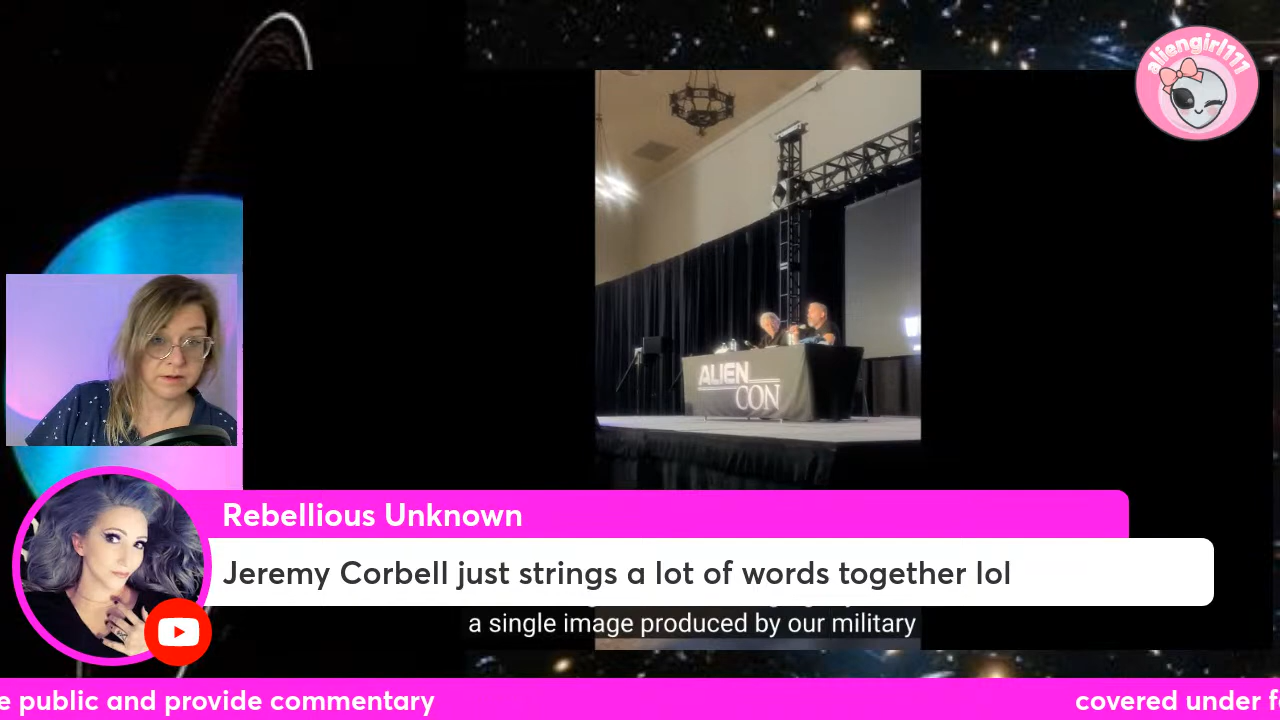 aliengirl111
ALIEN
CON
Rebellious Unknown
Jeremy Corbell just strings a lot of words together lol
a single image produced by our military
e public and provide commentary
covered under f